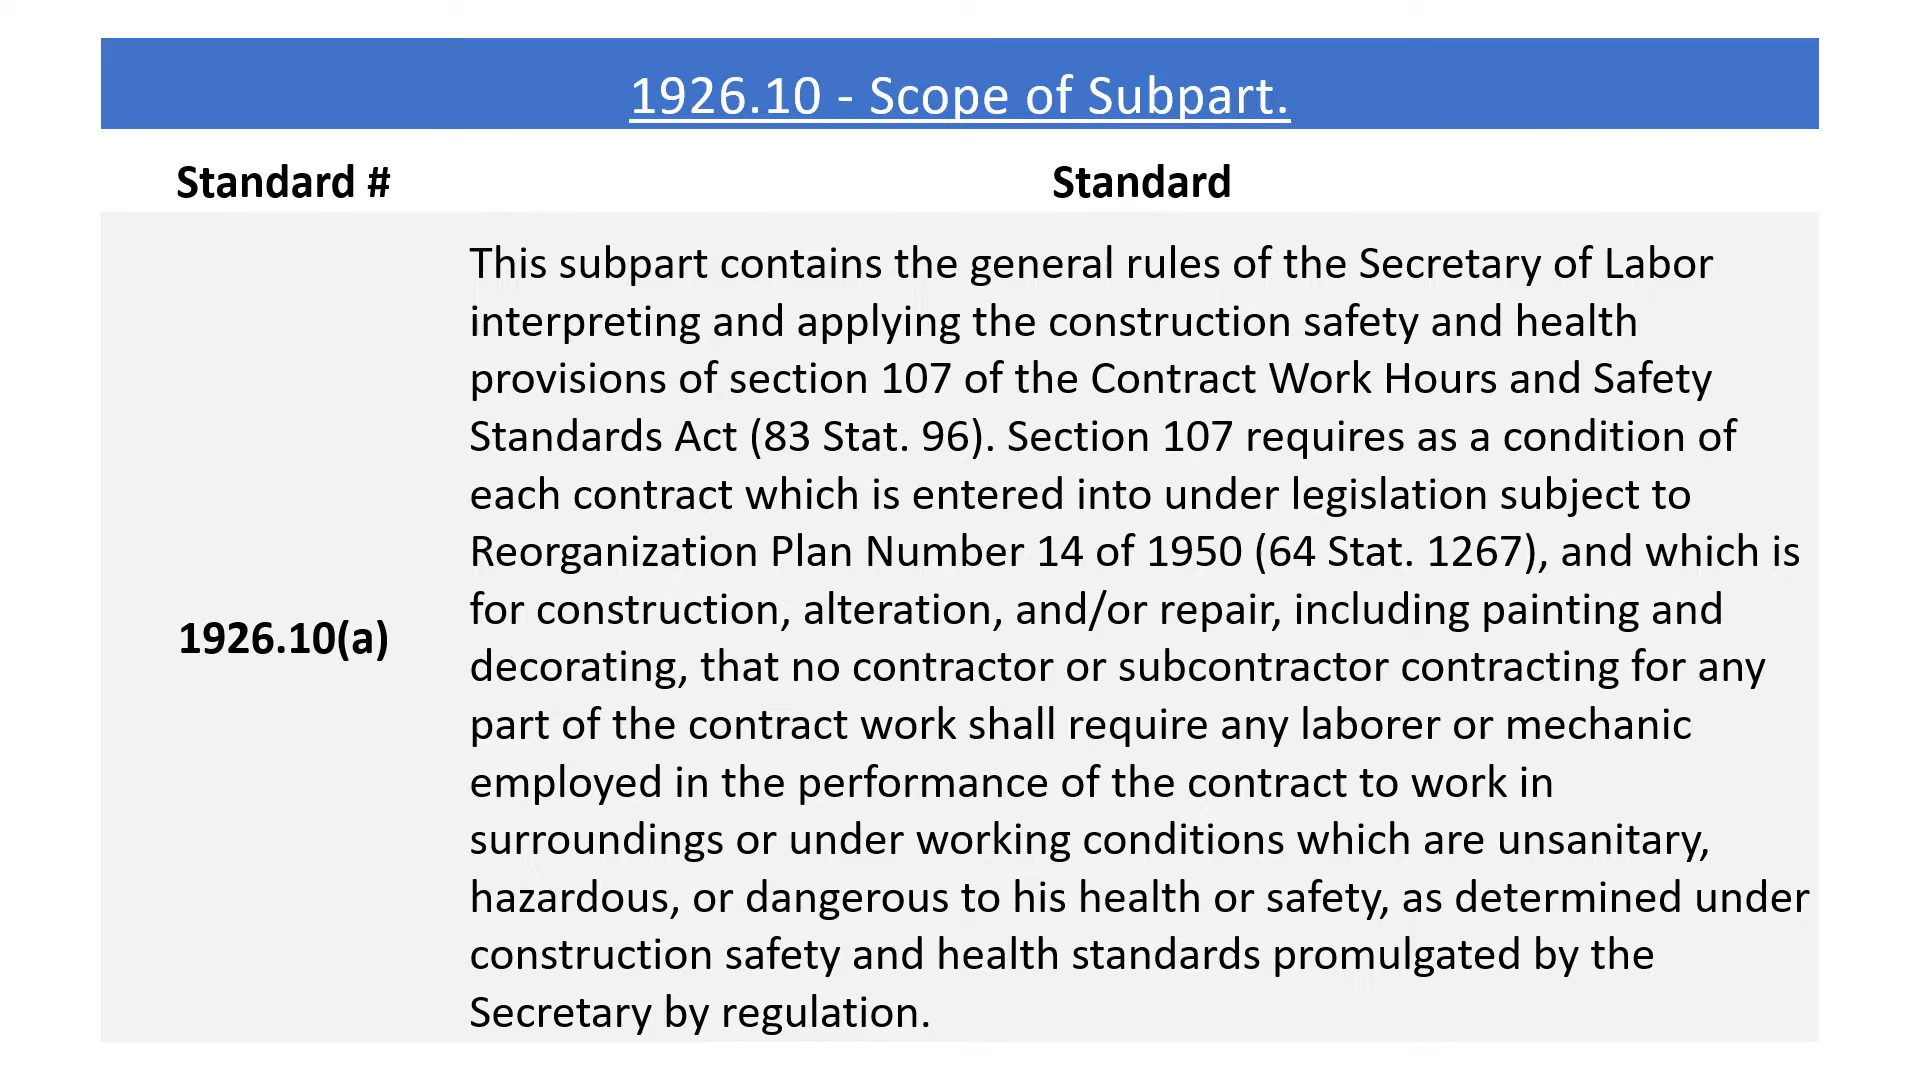 1926.10 - Scope of Subpart.
Standard #
Standard
1926.10(a)
This subpart contains the general rules of the Secretary of Labor
interpreting and applying the construction safety and health
provisions of section 107 of the Contract Work Hours and Safety
Standards Act (83 Stat. 96). Section 107 requires as a condition of
each contract which is entered into under legislation subject to
Reorganization Plan Number 14 of 1950 (64 Stat. 1267), and which is
for construction, alteration, and/or repair, including painting and
decorating, that no contractor or subcontractor contracting for any
part of the contract work shall require any laborer or mechanic
employed in the performance of the contract to work in
surroundings or under working conditions which are unsanitary,
hazardous, or dangerous to his health or safety, as determined under
construction safety and health standards promulgated by the
Secretary by regulation.